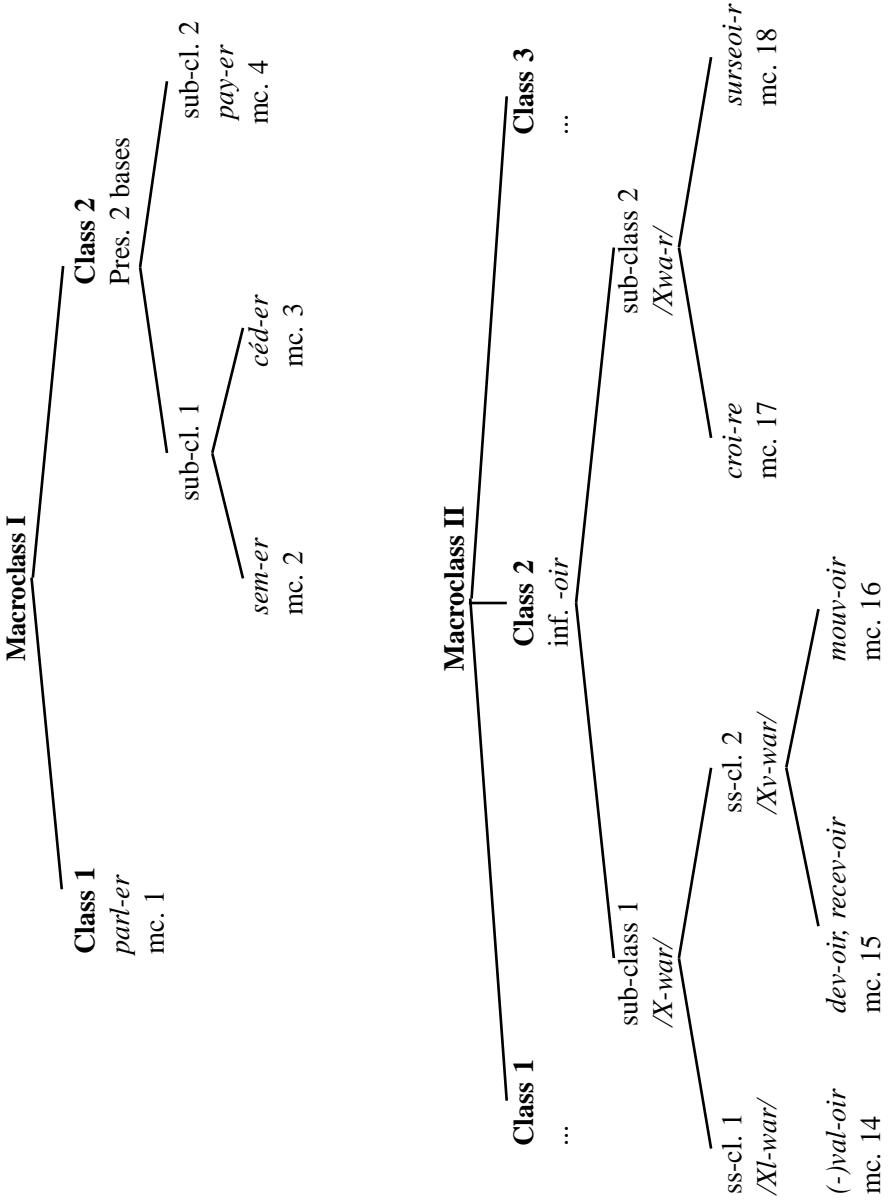 Macroclass I
Class 1
parl-er
mc. 1
Class 2
Pres. 2 bases
sub-cl. 1
sub-cl. 2
pay-er
mc. 4
sem-er
mc. 2
céd-er
mc. 3
Macroclass II
Class 1
...
Class 2
inf. -oir
Class 3
...
sub-class 1
/X-war/
sub-class 2
/Xwa-r/
ss-cl. 1
/Xl-war/
ss-cl. 2
/Xv-war/
croi-re
mc. 17
surseoi-r
mc. 18
(-)val-oir
mc. 14
dev-oir, recev-oir
mc. 15
mouv-oir
mc. 16